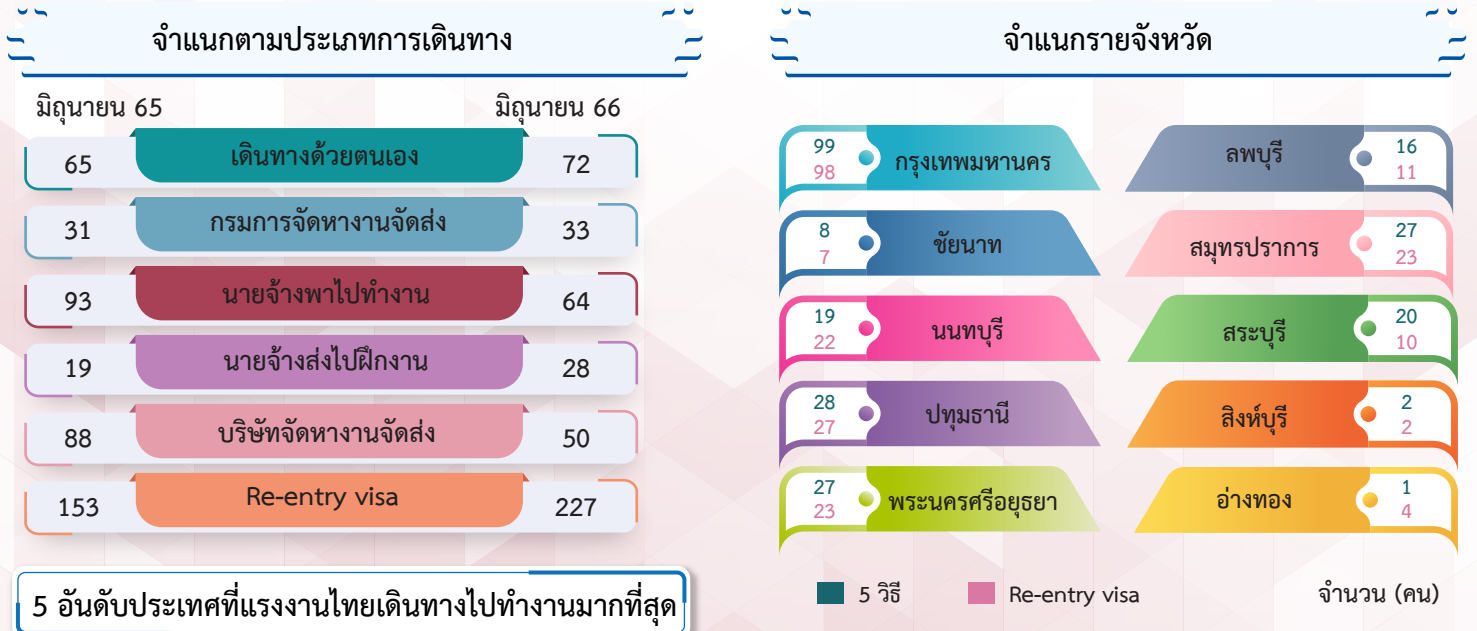 จำแนกตามประเภทการเดินทาง
มิถุนายน 65 มิถุนายน 66
65 เดินทางด้วยตนเอง 72
31 กรมการจัดหางานจัดส่ง 33
93 นายจ้างพาไปทำงาน 64
19 นายจ้างส่งไปฝึกงาน 28
88 บริษัทจัดหางานจัดส่ง 50
153 Re-entry visa 227
5 อันดับประเทศที่แรงงานไทยเดินทางไปทำงานมากที่สุด
จำแนกรายจังหวัด
99
98
กรุงเทพมหานคร
8
7
ชัยนาท
19
22
นนทบุรี
28
27
ปทุมธานี
27
23
พระนครศรีอยุธยา
ลพบุรี
16
11
สมุทรปราการ
27
23
สระบุรี
20
10
สิงห์บุรี
2
2
อ่างทอง
1
4
5 วิธี Re-entry visa จำนวน (คน)